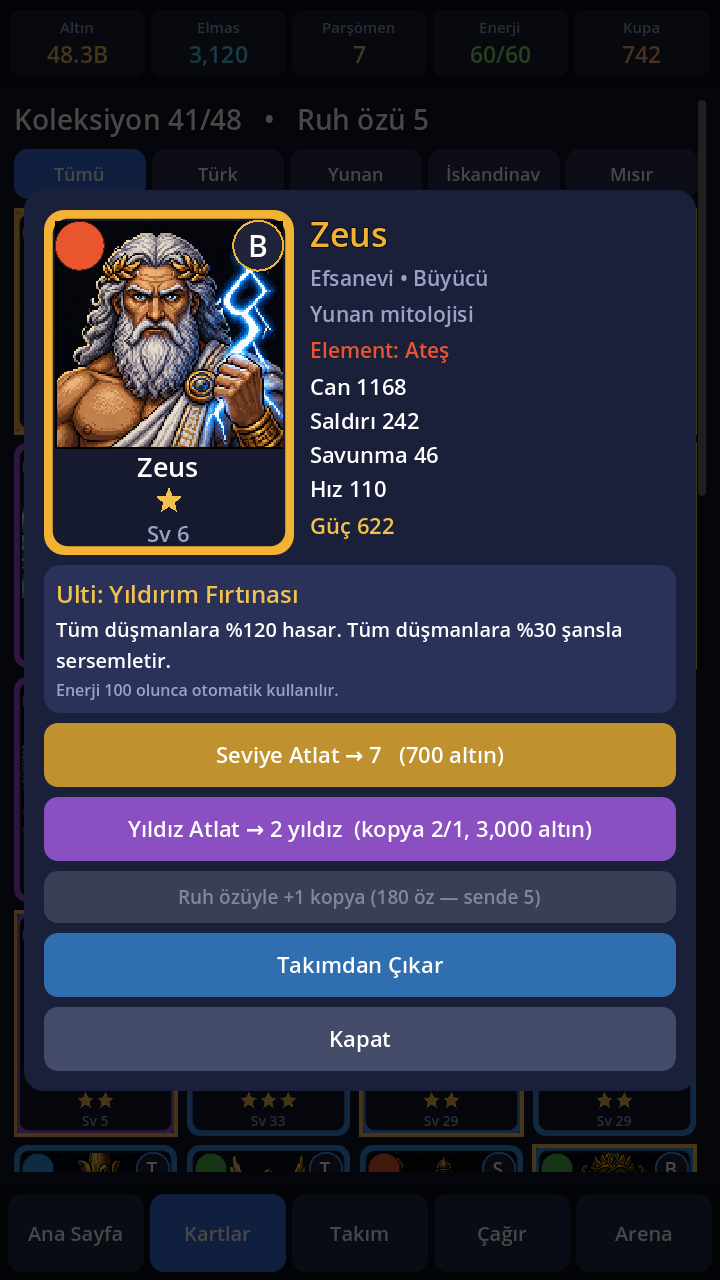 Altın Elmas Parşömen Enerji Kupa
48.3B 3,120 7 60/60 742
Koleksiyon 41/48 • Ruh özü 5
Tümü Türk Yunan İskandinav Mısır
B
Zeus
Efsanevi • Büyücü
Yunan mitolojisi
Element: Ateş
Can 1168
Saldırı 242
Savunma 46
Hız 110
Güç 622
Zeus
Sv 6
Ulti: Yıldırım Fırtınası
Tüm düşmanlara %120 hasar. Tüm düşmanlara %30 şansla
sersemletir.
Enerji 100 olunca otomatik kullanılır.
Seviye Atlat → 7 (700 altın)
Yıldız Atlat → 2 yıldız (kopya 2/1, 3,000 altın)
Ruh özüyle +1 kopya (180 öz — sende 5)
Takımdan Çıkar
Kapat
Sv 5 Sv 33 Sv 29 Sv 29
T T S B
Ana Sayfa Kartlar Takım Çağır Arena